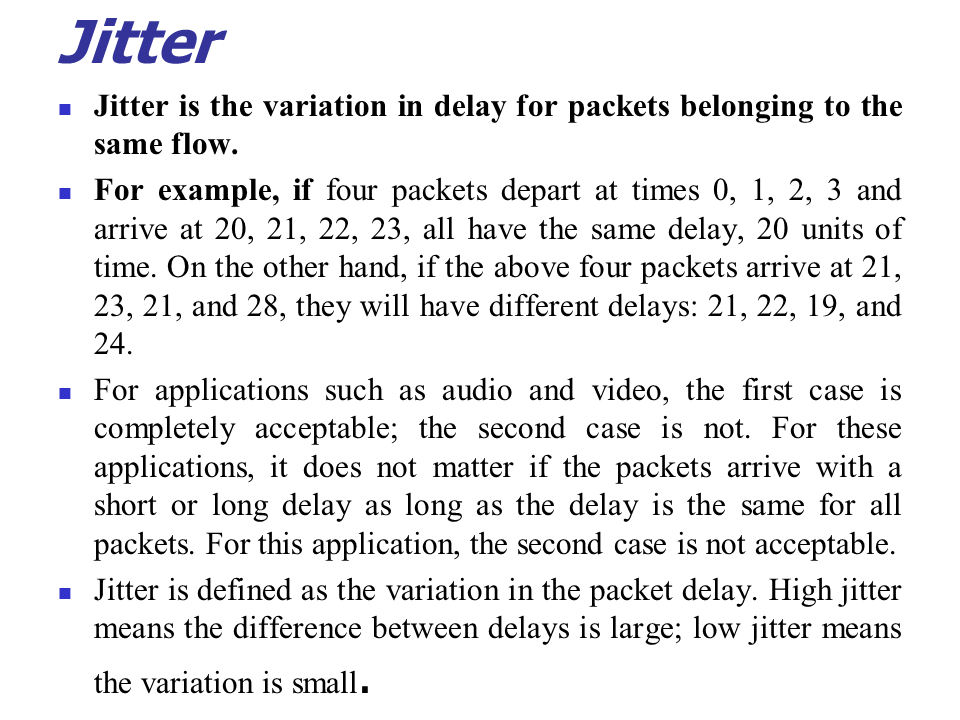 Jitter
Jitter is the variation in delay for packets belonging to the
same flow.
For example, if four packets depart at times 0, 1, 2, 3 and
arrive at 20, 21, 22, 23, all have the same delay, 20 units of
time. On the other hand, if the above four packets arrive at 21,
23, 21, and 28, they will have different delays: 21, 22, 19, and
24.
For applications such as audio and video, the first case is
completely acceptable; the second case is not. For these
applications, it does not matter if the packets arrive with a
short or long delay as long as the delay is the same for all
packets. For this application, the second case is not acceptable.
Jitter is defined as the variation in the packet delay. High jitter
means the difference between delays is large; low jitter means
the variation is small.